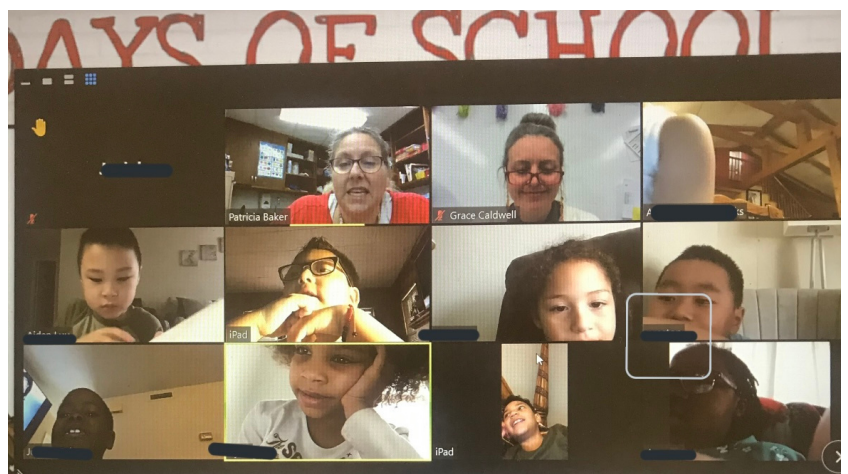 DAYS OF SCHOOL
Patricia Baker
Grace Caldwell
iPad
iPad